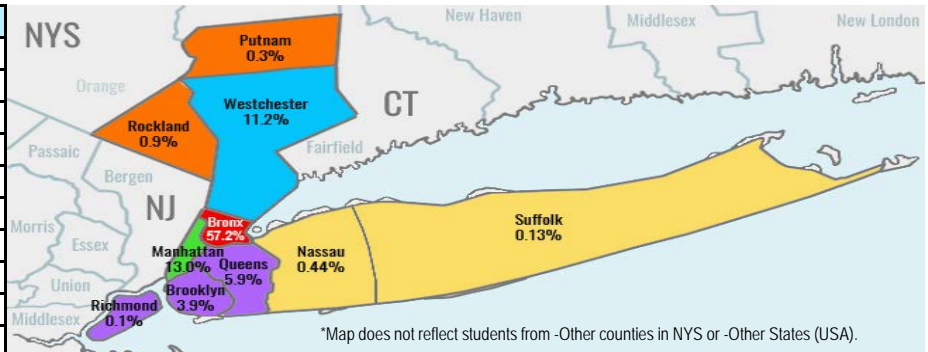 New Haven
Middlesex
New London
NYS
Putnam
0.3%
Orange
Westchester
11.2%
CT
Rockland
0.9%
Fairfield
Passaic
Bergen
NJ
Morris
Essex
Bronx
57.2%
Suffolk
0.13%
Manhattan
13.0%
Queens
5.9%
Nassau
0.44%
Union
Brooklyn
3.9%
Richmond
0.1%
Middlesex
*Map does not reflect students from -Other counties in NYS or -Other States (USA).